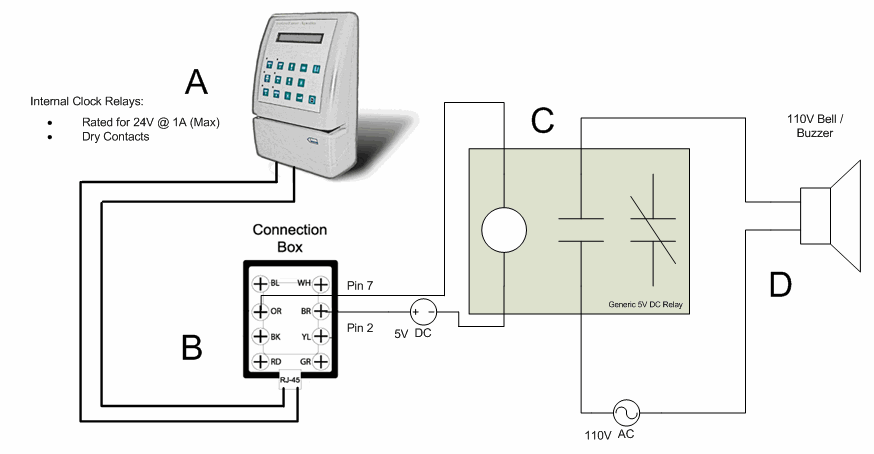 A
Internal Clock Relays:
• Rated for 24V @ 1A (Max)
• Dry Contacts
C
110V Bell /
Buzzer
Connection
Box
BL WH
Pin 7
OR BR
5V DC
Pin 2
BK YL
RD GR
RJ-45
B
Generic 5V DC Relay
D
110V AC